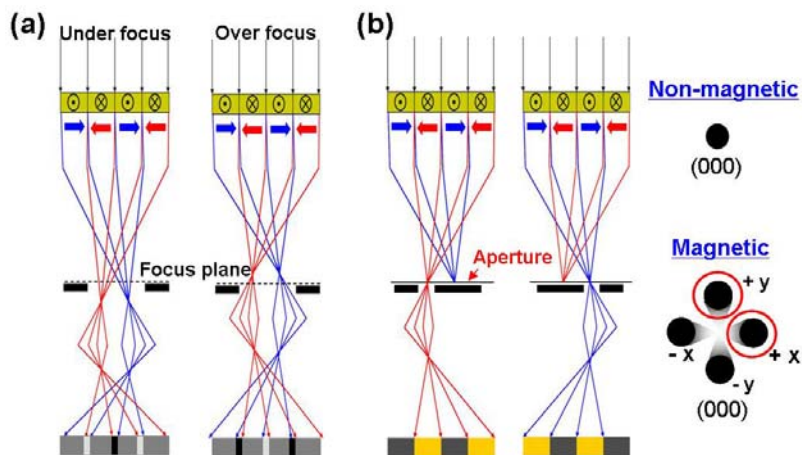 (a)
Under focus
Over focus
Focus plane
(b)
Aperture
Non-magnetic
(000)
Magnetic
+ y
- x
+ x
- y
(000)